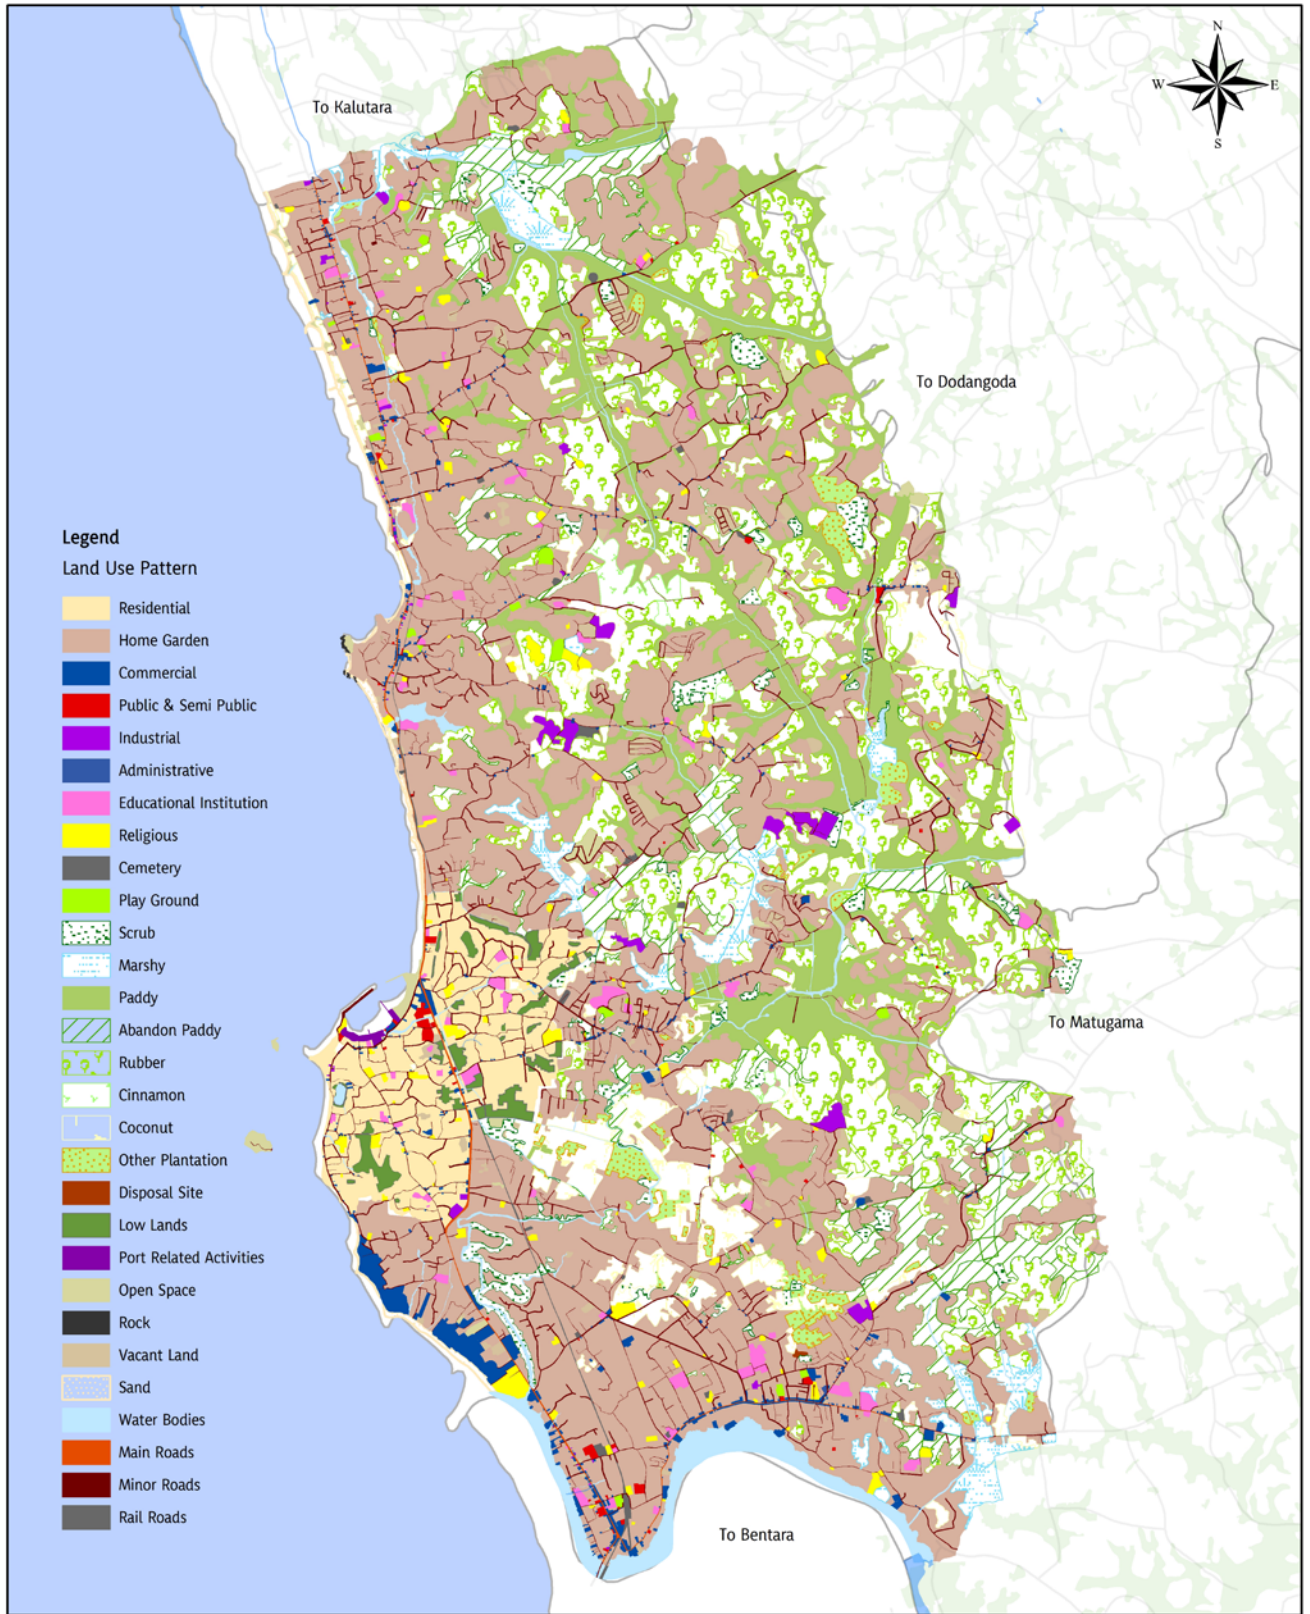 N
W
E
S
To Kalutara
To Dodangoda
Legend
Land Use Pattern
Residential
Home Garden
Commercial
Public & Semi Public
Industrial
Administrative
Educational Institution
Religious
Cemetery
Play Ground
Scrub
Marshy
Paddy
Abandon Paddy
Rubber
Cinnamon
Coconut
Other Plantation
Disposal Site
Low Lands
Port Related Activities
Open Space
Rock
Vacant Land
Sand
Water Bodies
Main Roads
Minor Roads
Rail Roads
To Matugama
To Bentara